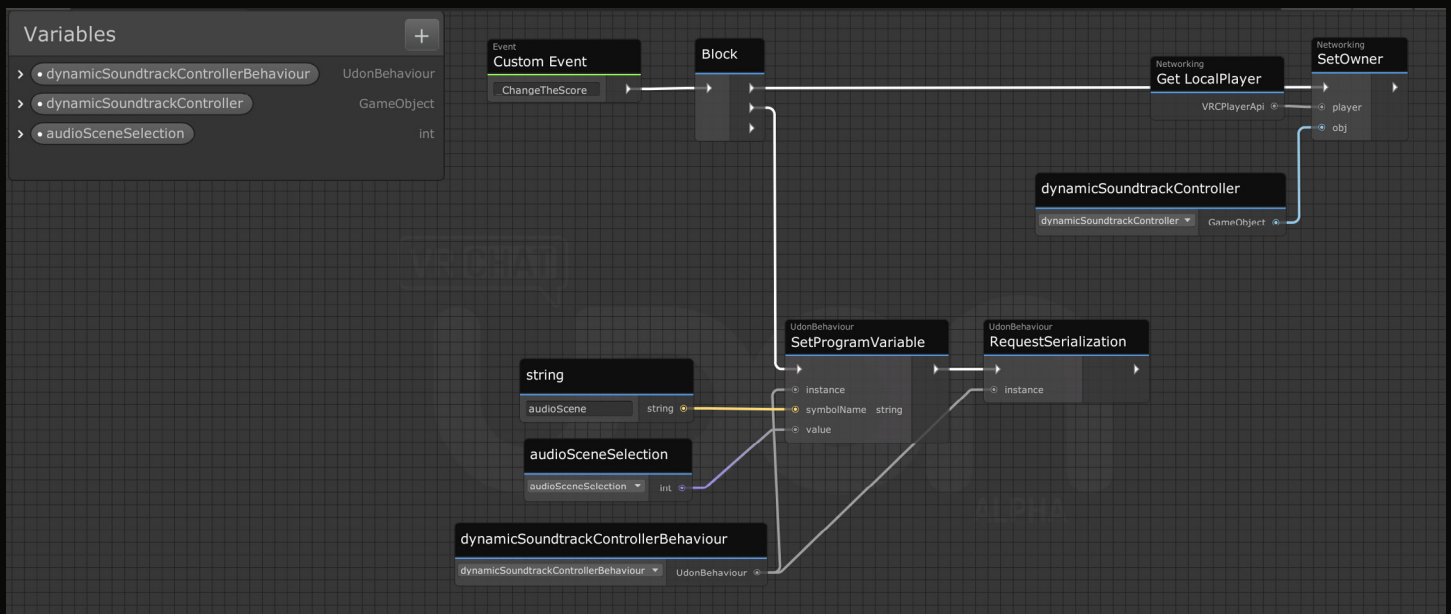 Variables
+
dynamicSoundtrackControllerBehaviour UdonBehaviour
dynamicSoundtrackController GameObject
audioSceneSelection int
Event
Custom Event
ChangeTheScore
Block
Networking
Get LocalPlayer
VRCPlayerApi
Networking
SetOwner
player
obj
dynamicSoundtrackController
dynamicSoundtrackController GameObject
VRCHAT
UdonBehaviour
SetProgramVariable
instance
symbolName string
value
UdonBehaviour
RequestSerialization
instance
string
audioScene string
audioSceneSelection
audioSceneSelection int
dynamicSoundtrackControllerBehaviour
dynamicSoundtrackControllerBehaviour UdonBehaviour
ALPHA